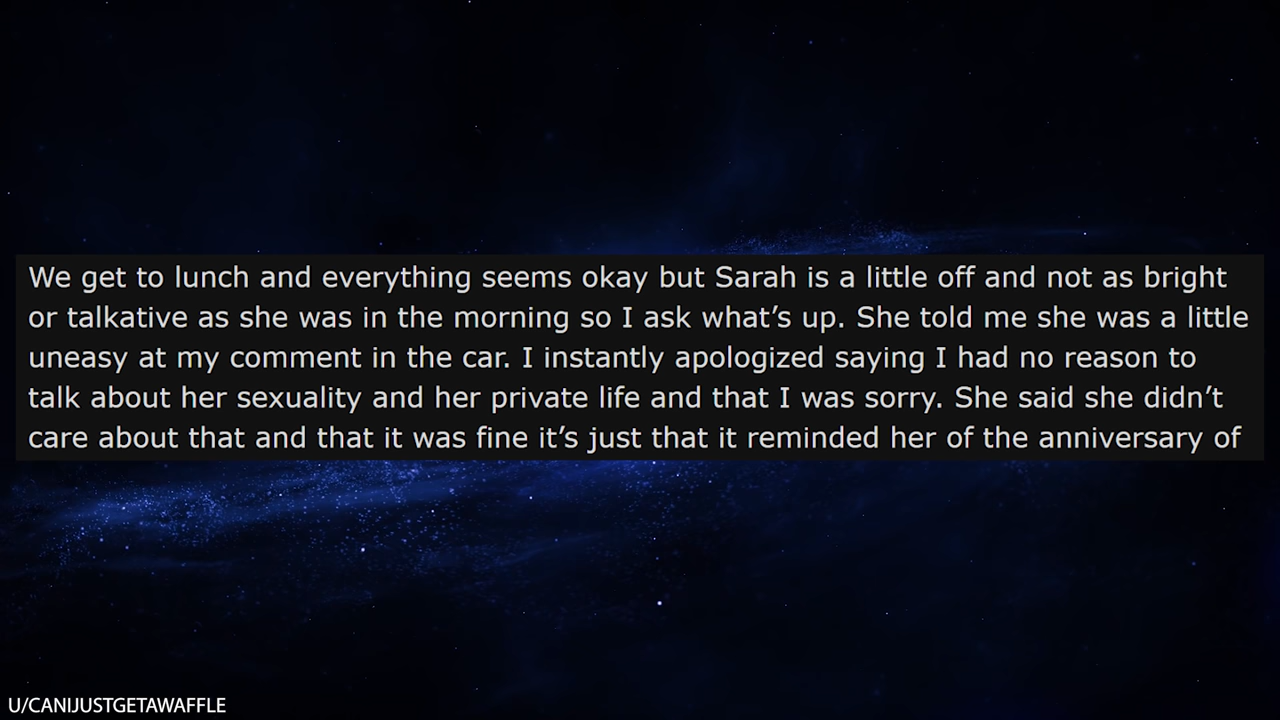 We get to lunch and everything seems okay but Sarah is a little off and not as bright
or talkative as she was in the morning so I ask what’s up. She told me she was a little
uneasy at my comment in the car. I instantly apologized saying I had no reason to
talk about her sexuality and her private life and that I was sorry. She said she didn’t
care about that and that it was fine it’s just that it reminded her of the anniversary of
U/CANIJUSTGETAWAFFLE